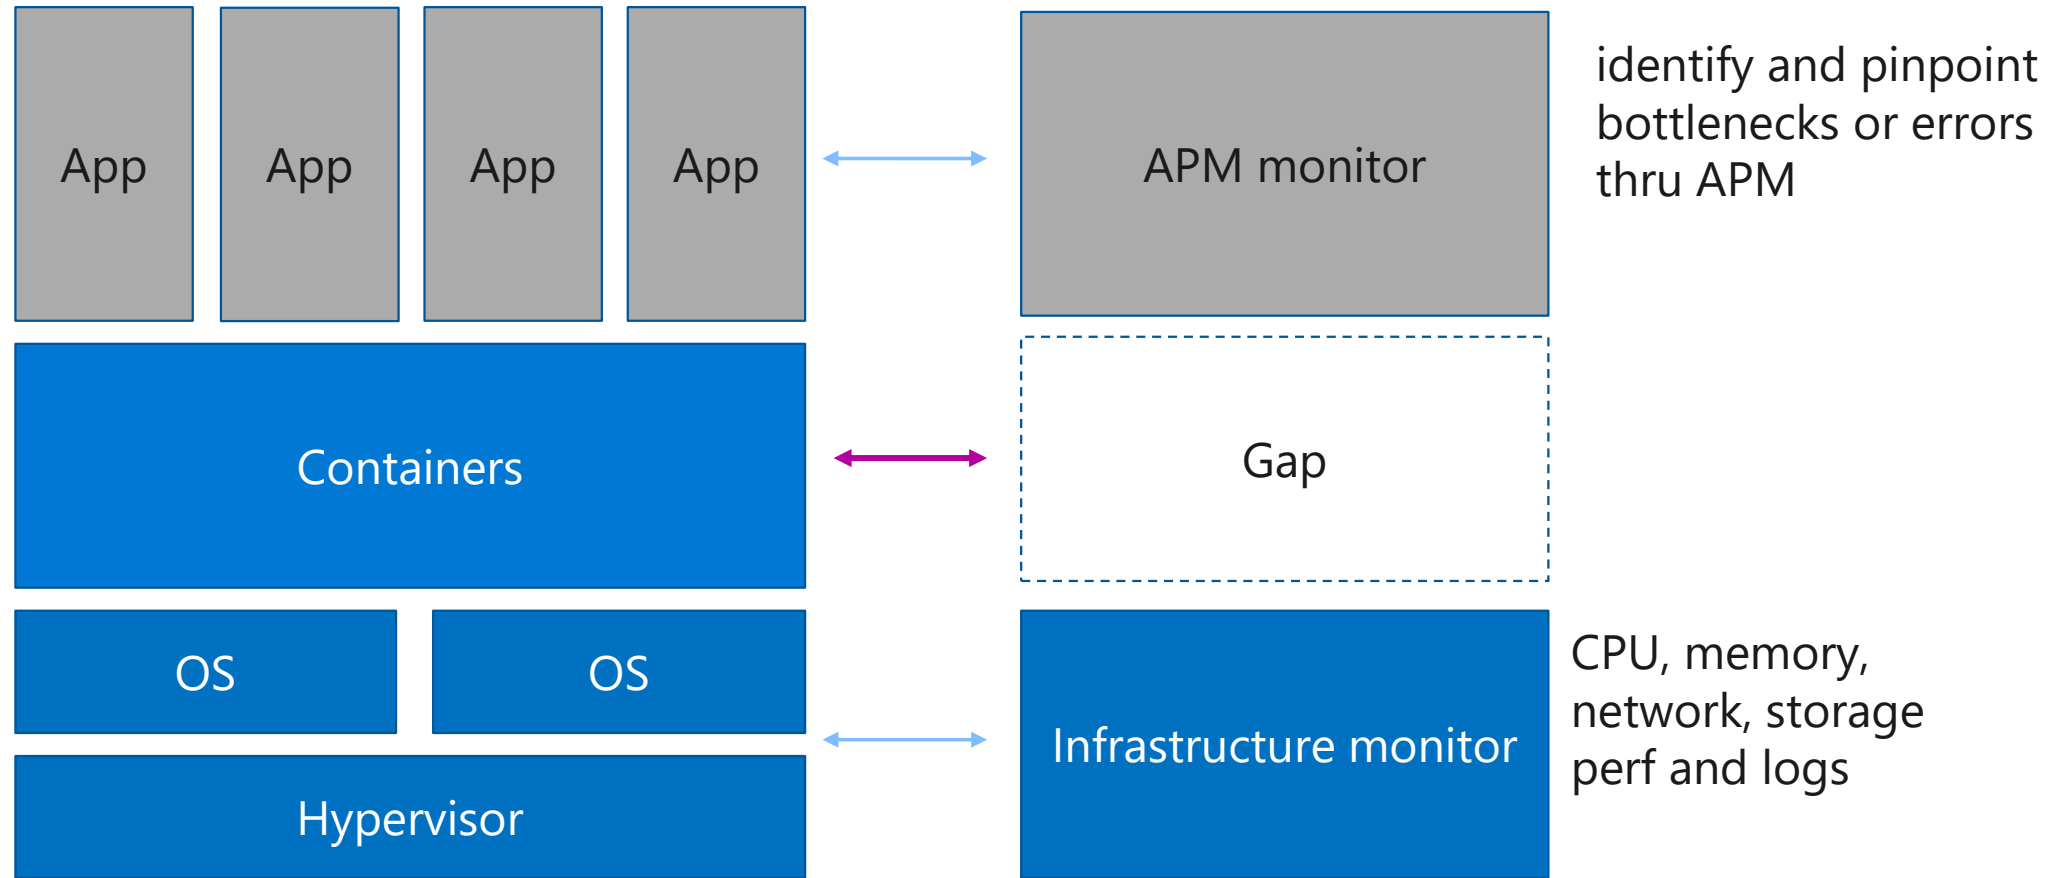 App
App
App
App
APM monitor
identify and pinpoint
bottlenecks or errors
thru APM
Containers
Gap
OS
OS
Infrastructure monitor
CPU, memory,
network, storage
perf and logs
Hypervisor